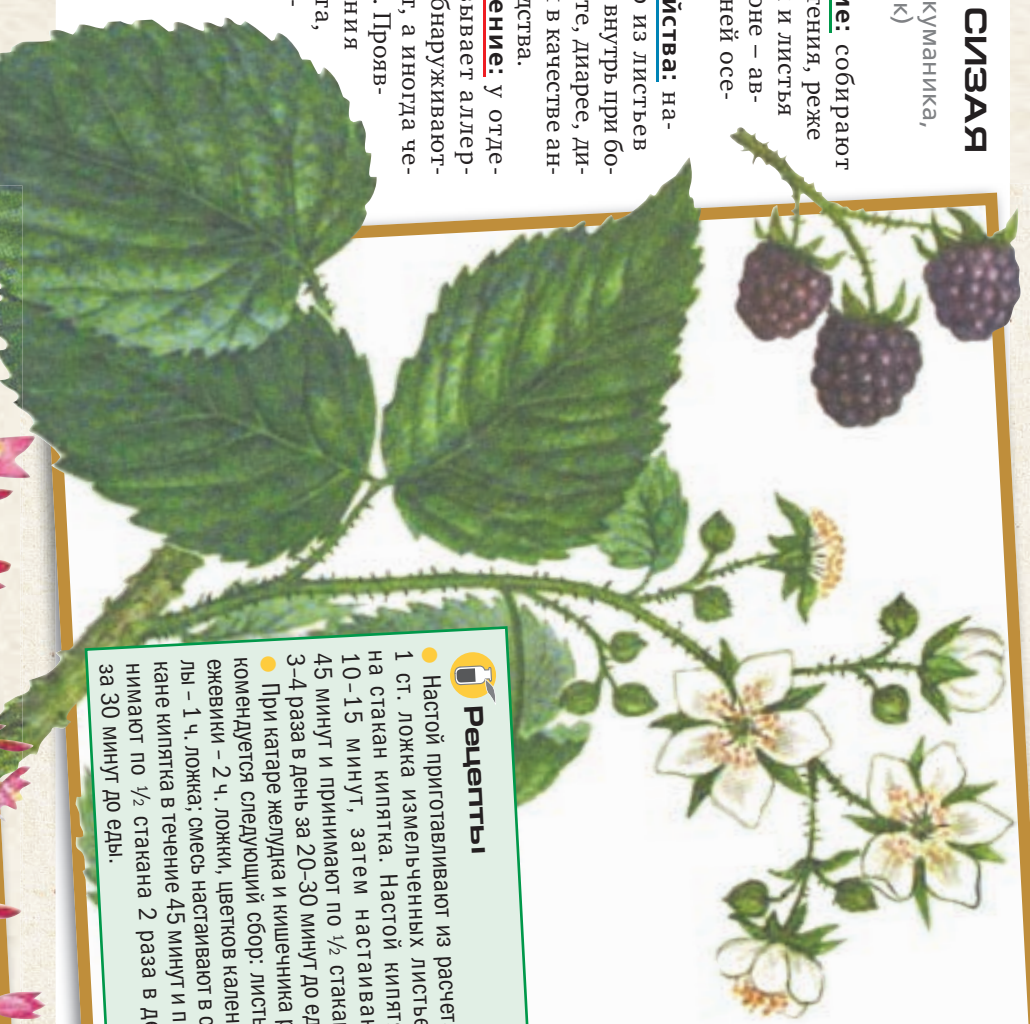 СИЗАЯ
куманика,
к)
ие: собирают
тения, реже
и листья
оне – ав-
ней осе-
йства: на-
о из листьев
внутрь при бо-
те, диарее, ди-
в качестве ан-
дства.
ение: у отде-
вывает аллер-
бнаруживают-
т, а иногда че-
. Прояв-
ния
та,
-
Рецепты
Настой приготавливают из расчет
1 ст. ложка измельченных листье
на стакан кипятка. Настой кипят
10–15 минут, затем настаиван
45 минут и принимают по ½ стака
3–4 раза в день за 20–30 минут до ед
При катаре желудка и кишечника р
комендуется следующий сбор: листь
ежевики – 2 ч. ложки, цветков кален
лы – 1 ч. ложка; смесь настаивают в с
кане кипятка в течение 45 минут и п
нимают по ½ стакана 2 раза в де
за 30 минут до еды.